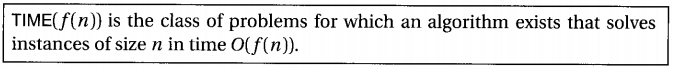 TIME(f(n)) is the class of problems for which an algorithm exists that solves
instances of size n in time O(f(n)).